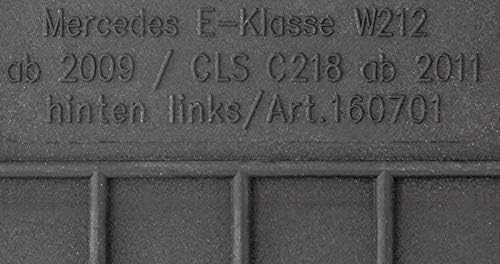 Mercedes E-Klasse W212
ab 2009 / CLS C218 ab 2011
hinten links/Art.160701